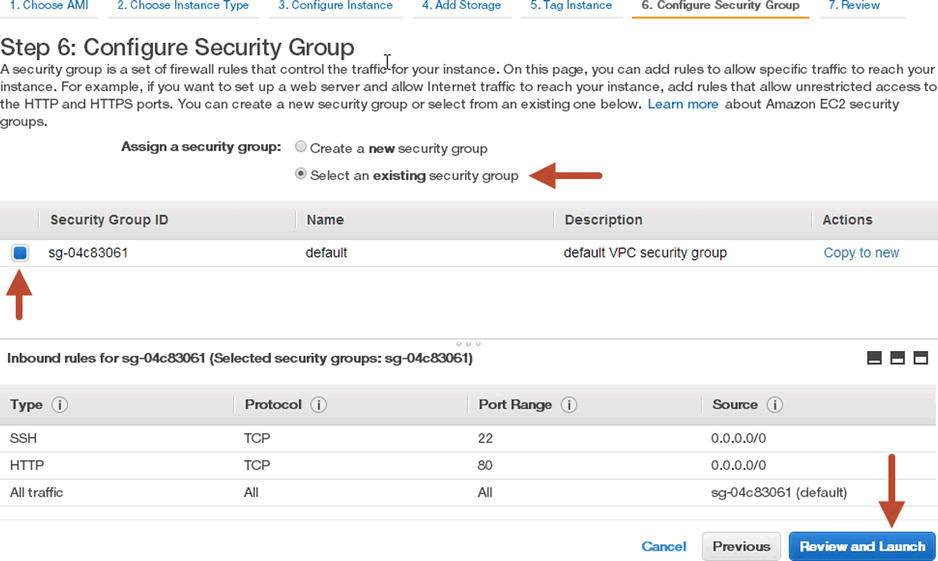 1. Choose AMI 2. Choose Instance Type 3. Configure Instance 4. Add Storage 5. Tag Instance 6. Configure Security Group 7. Review
Step 6: Configure Security Group
A security group is a set of firewall rules that control the traffic for your instance. On this page, you can add rules to allow specific traffic to reach your
instance. For example, if you want to set up a web server and allow Internet traffic to reach your instance, add rules that allow unrestricted access to
the HTTP and HTTPS ports. You can create a new security group or select from an existing one below. Learn more about Amazon EC2 security
groups.
Assign a security group: Create a new security group
Select an existing security group
Security Group ID Name Description Actions
sg-04c83061 default default VPC security group Copy to new
Inbound rules for sg-04c83061 (Selected security groups: sg-04c83061)
Type i Protocol i Port Range i Source i
SSH TCP 22 0.0.0.0/0
HTTP TCP 80 0.0.0.0/0
All traffic All All sg-04c83061 (default)
Cancel Previous Review and Launch